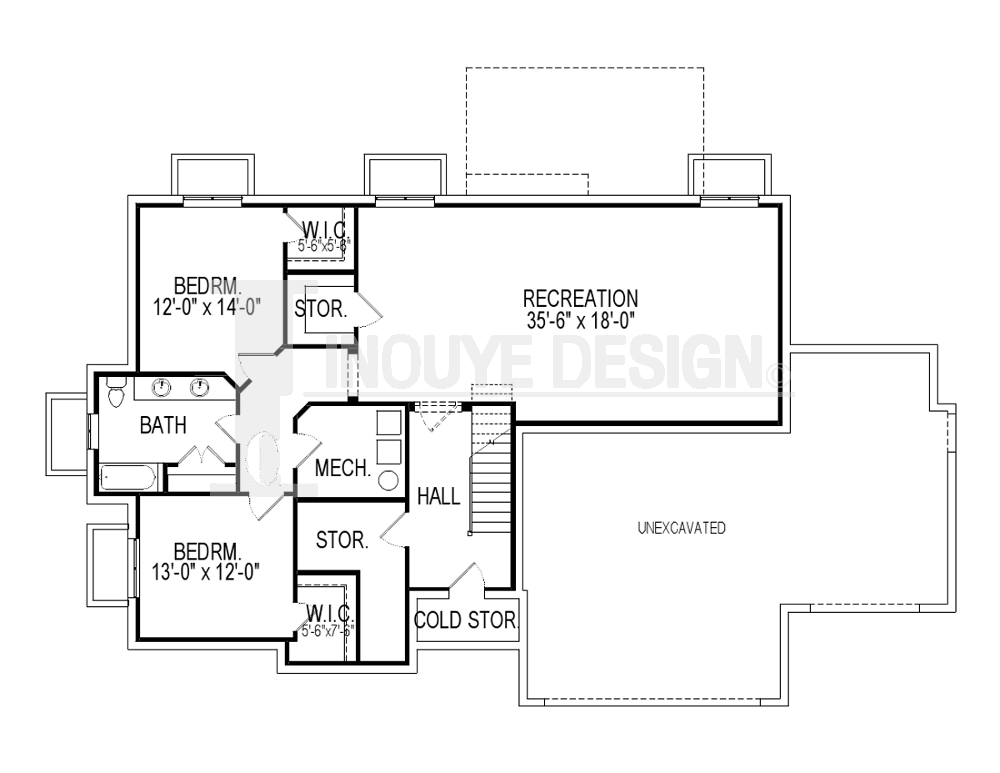 W.I.C.
5'-6"x5'-6"
BEDRM.
12'-0" x 14'-0"
STOR.
RECREATION
35'-6" x 18'-0"
INOUYE DESIGN©
BATH
MECH.
HALL
UNEXCAVATED
STOR.
BEDRM.
13'-0" x 12'-0"
W.I.C.
5'-6"x7'-6"
COLD STOR.